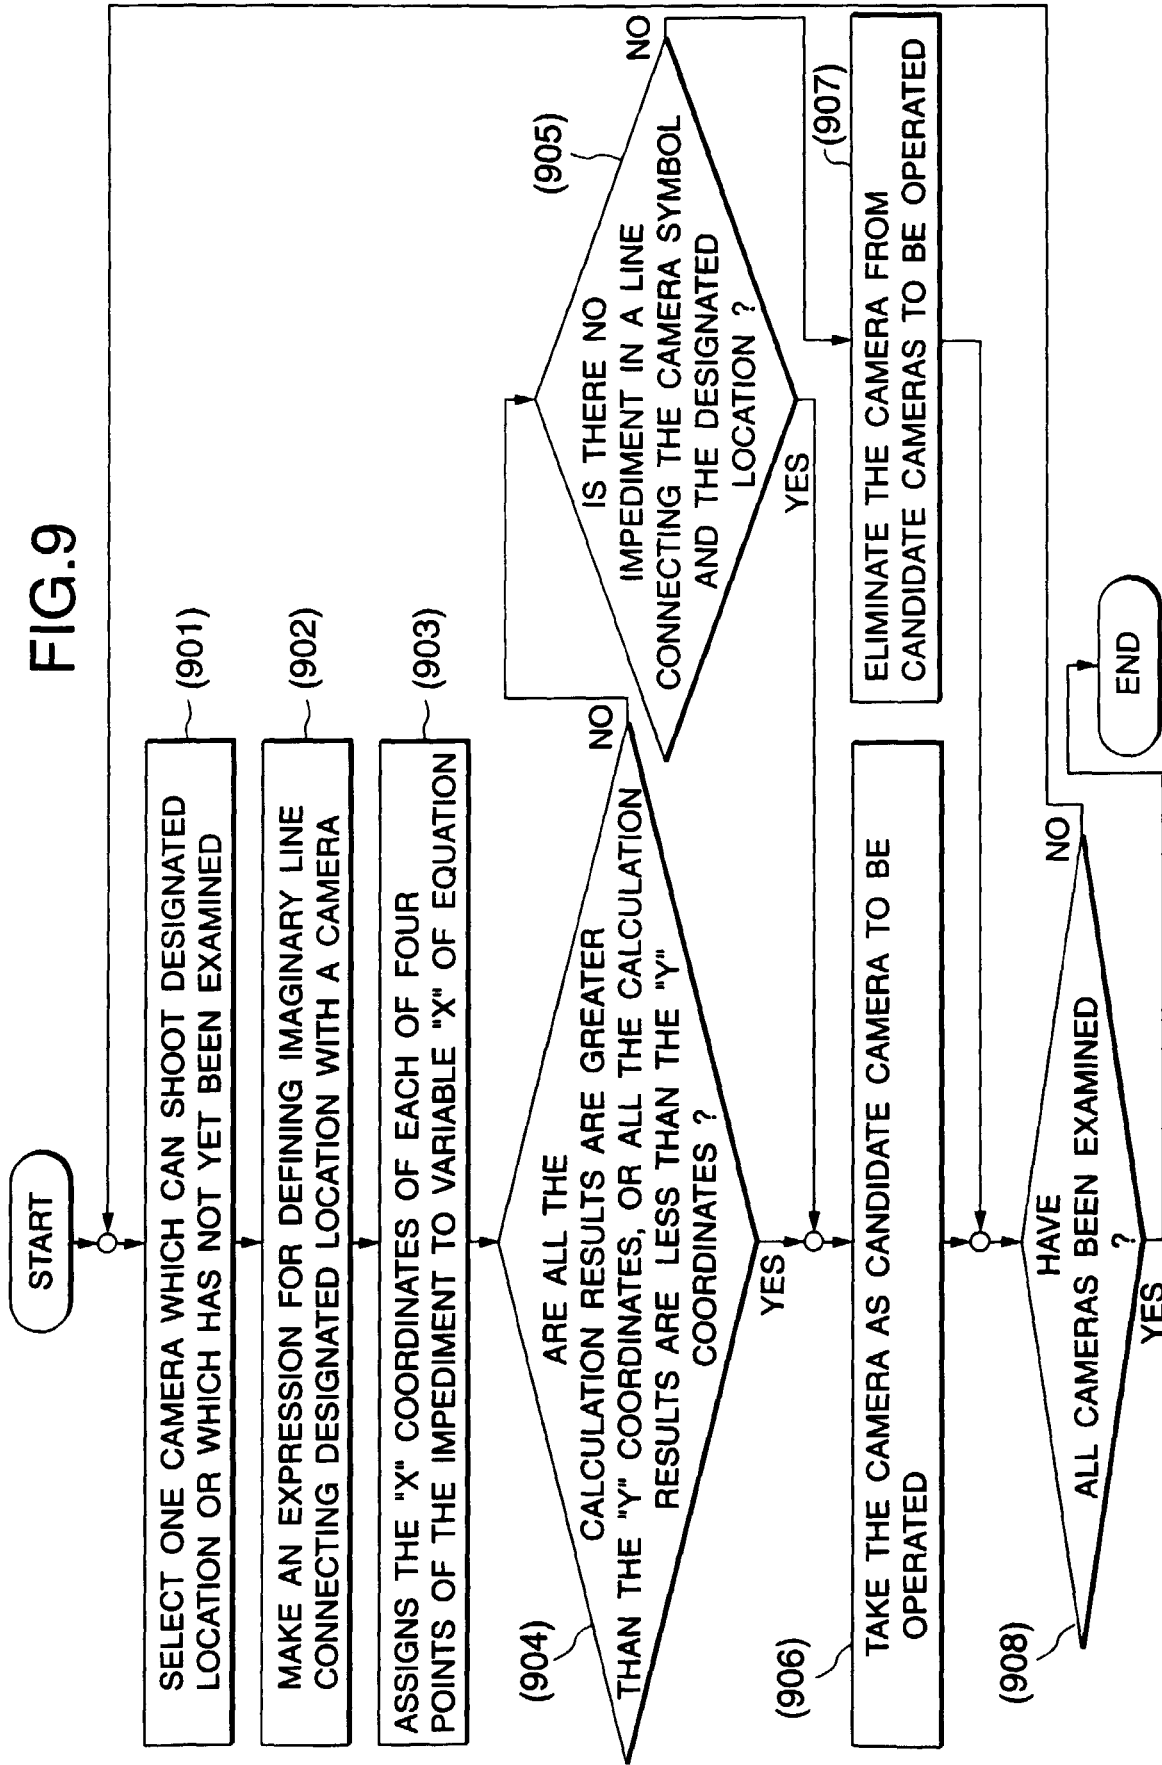 FIG.9
START
SELECT ONE CAMERA WHICH CAN SHOOT DESIGNATED
LOCATION OR WHICH HAS NOT YET BEEN EXAMINED
(901)
MAKE AN EXPRESSION FOR DEFINING IMAGINARY LINE
CONNECTING DESIGNATED LOCATION WITH A CAMERA
(902)
ASSIGNS THE "X" COORDINATES OF EACH OF FOUR
POINTS OF THE IMPEDIMENT TO VARIABLE "X" OF EQUATION
(903)
(904)
ARE ALL THE
CALCULATION RESULTS ARE GREATER
THAN THE "Y" COORDINATES, OR ALL THE CALCULATION
RESULTS ARE LESS THAN THE "Y"
COORDINATES ?
NO
YES
(905)
IS THERE NO
IMPEDIMENT IN A LINE
CONNECTING THE CAMERA SYMBOL
AND THE DESIGNATED
LOCATION ?
NO
YES
(906)
TAKE THE CAMERA AS CANDIDATE CAMERA TO BE
OPERATED
(907)
ELIMINATE THE CAMERA FROM
CANDIDATE CAMERAS TO BE OPERATED
(908)
HAVE
ALL CAMERAS BEEN EXAMINED
?
NO
YES
END